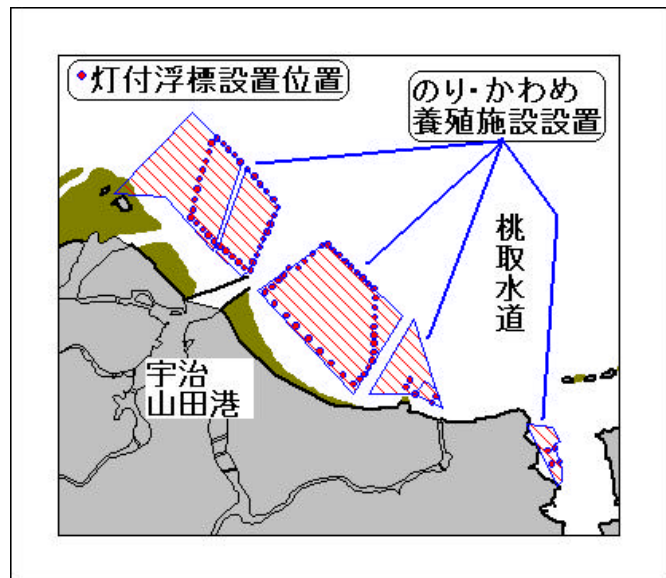 灯付浮標設置位置
のり・かわめ
養殖施設設置
桃取水道
宇治
山田港